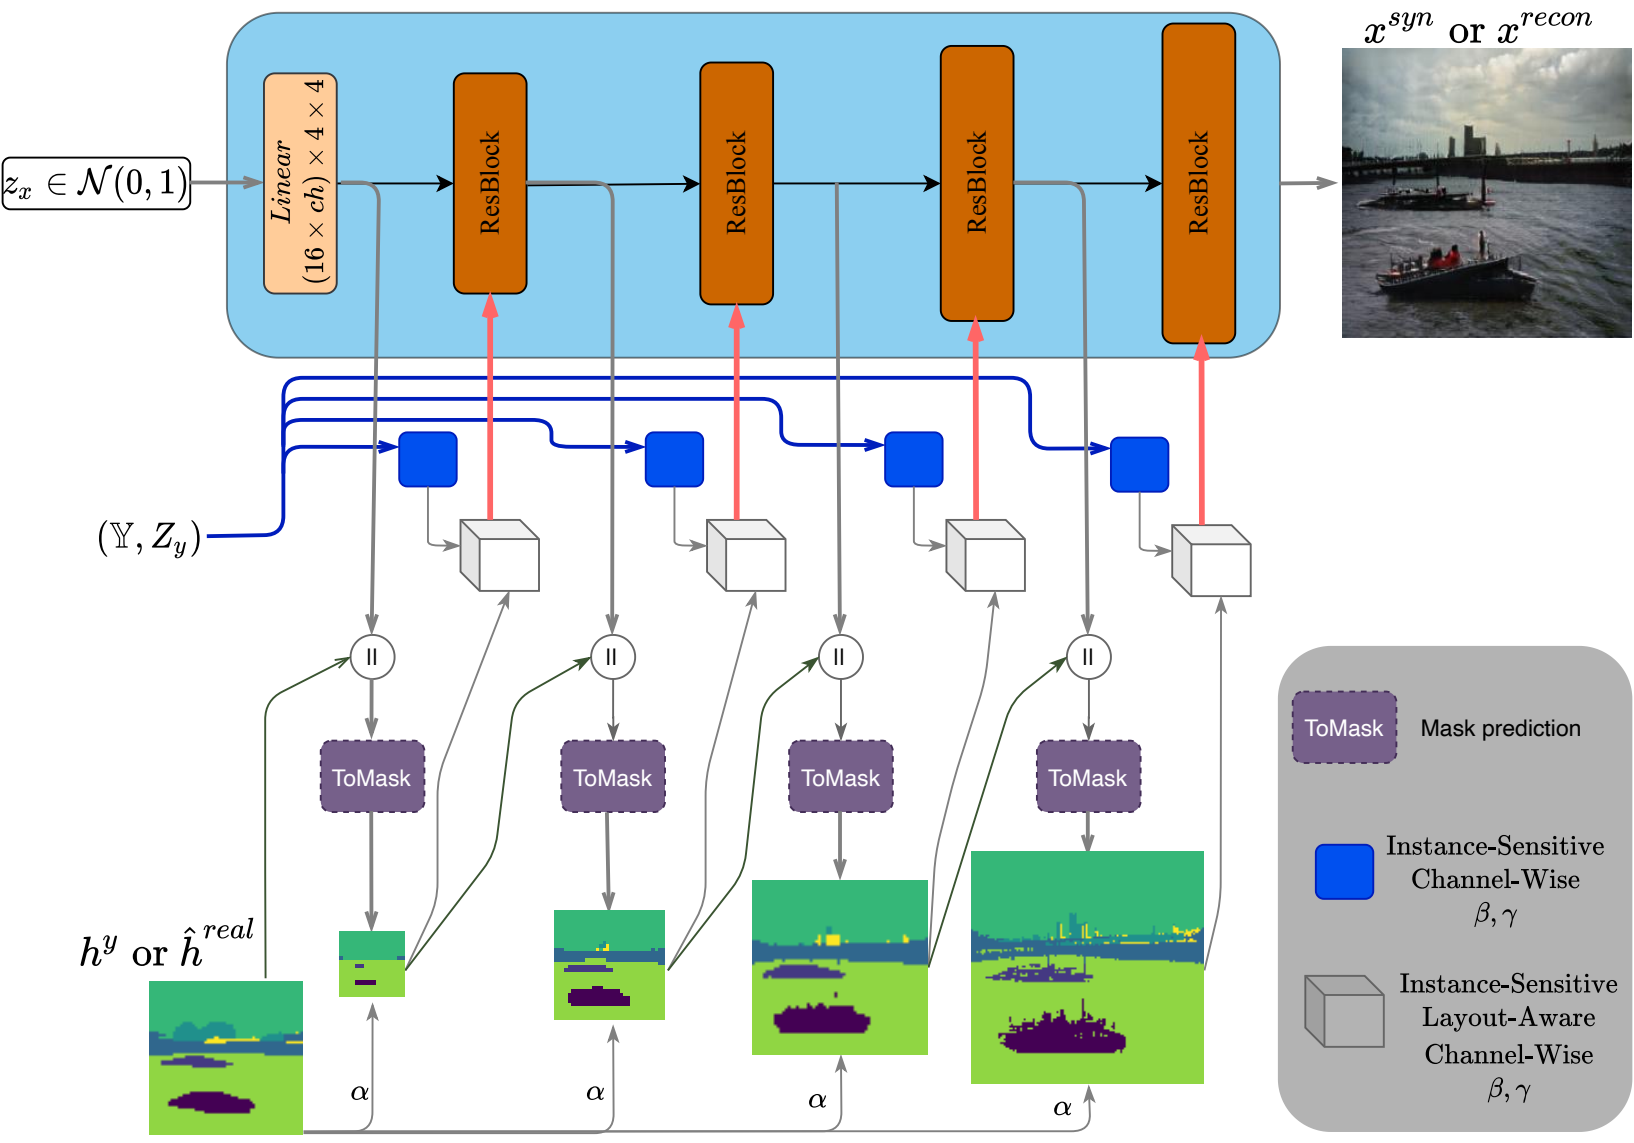 x^{syn} or x^{recon}
z_x ∈ 𝒩(0, 1)
Linear
(16 × ch) × 4 × 4
ResBlock
ResBlock
ResBlock
ResBlock
(𝕐, Z_y)
||
||
||
||
ToMask
ToMask
ToMask
ToMask
h^y or ĥ^{real}
α
α
α
α
ToMask
Mask prediction
Instance-Sensitive
Channel-Wise
β, γ
Instance-Sensitive
Layout-Aware
Channel-Wise
β, γ